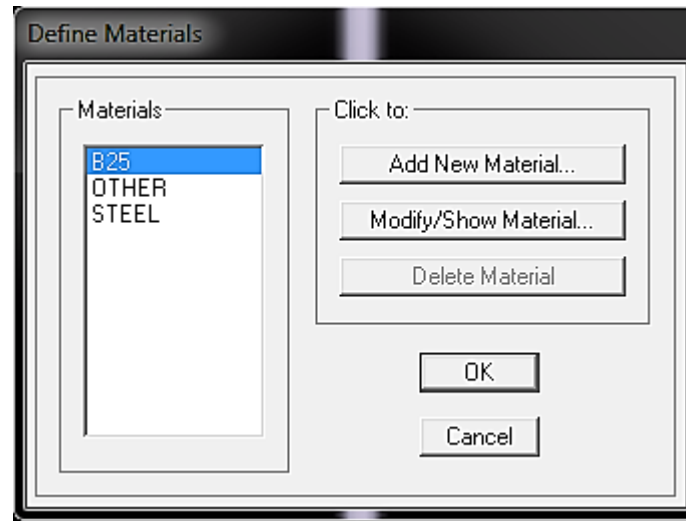 Define Materials
Materials
B25
OTHER
STEEL
Click to:
Add New Material...
Modify/Show Material...
Delete Material
OK
Cancel